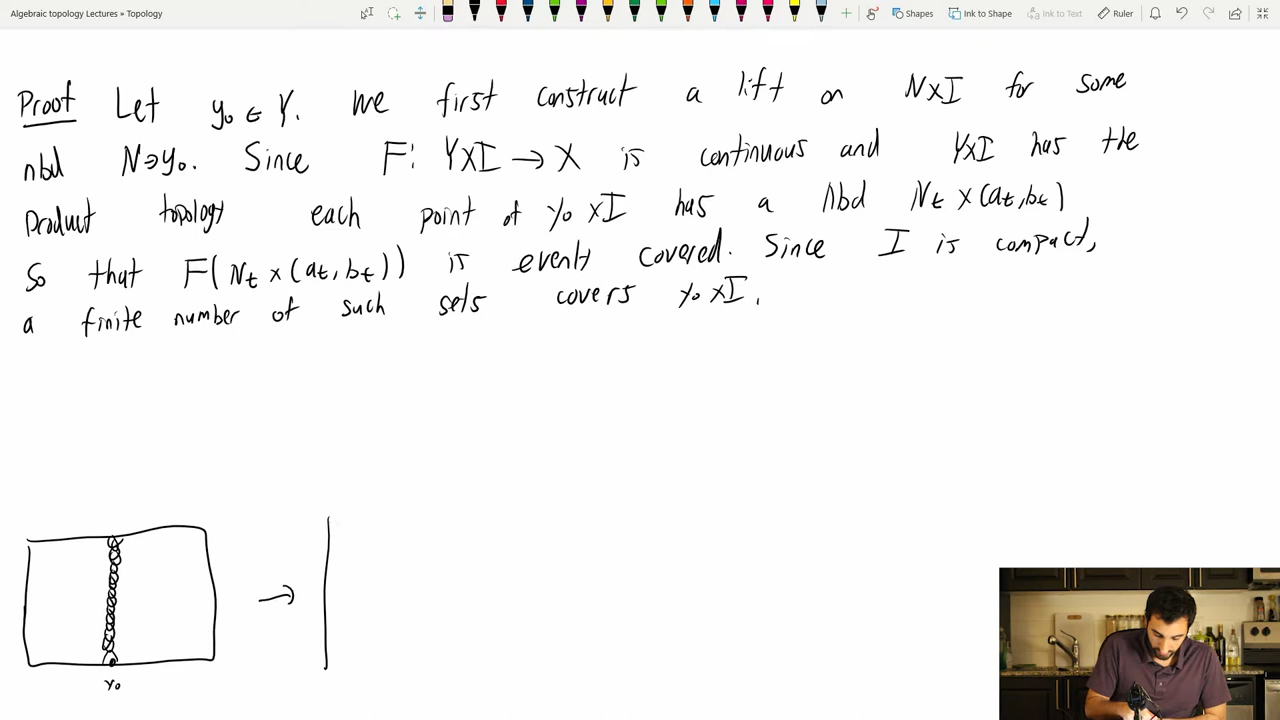 Algebraic topology Lectures » Topology
Shapes
Ink to Shape
Ink to Text
Ruler
Proof Let y₀ ∈ Y. We first construct a lift on N×I for some
nbd N∋y₀. Since F: Y×I → X is continuous and Y×I has the
Product topology each point of y₀ ×I has a nbd Nₜ ×(aₜ,bₜ)
So that F(Nₜ × (aₜ, bₜ)) is evenly covered. Since I is compact,
a finite number of such sets covers y₀ ×I.
→
y₀